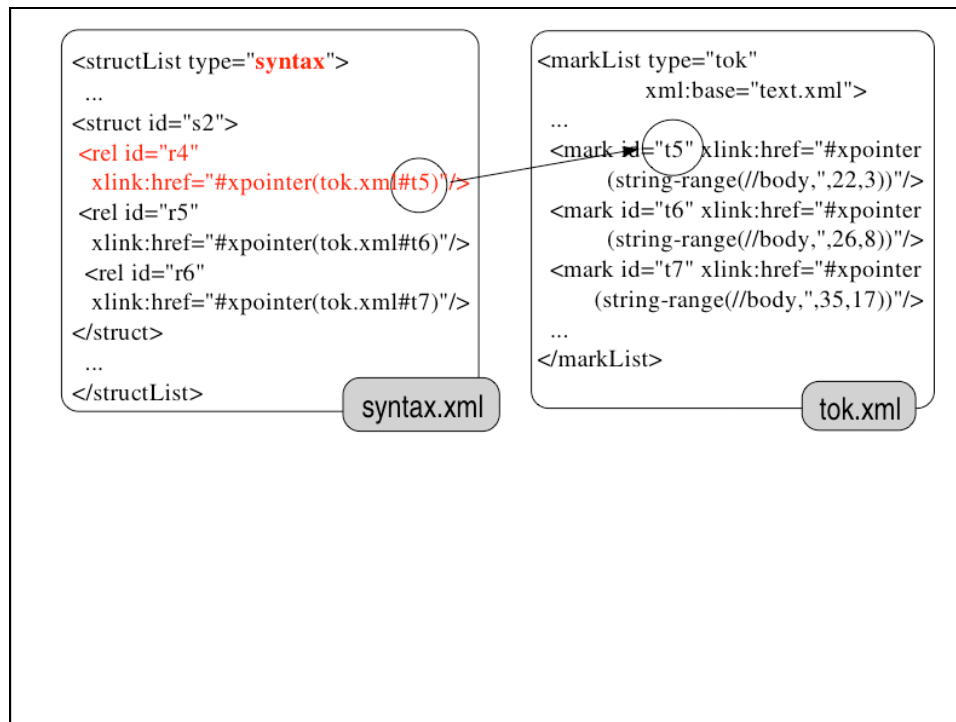 <structList type="syntax">
...
<struct id="s2">
<rel id="r4"
xlink:href="#xpointer(tok.xml#t5)"/>
<rel id="r5"
xlink:href="#xpointer(tok.xml#t6)"/>
<rel id="r6"
xlink:href="#xpointer(tok.xml#t7)"/>
</struct>
...
</structList>
syntax.xml
<markList type="tok"
xml:base="text.xml">
...
<mark id="t5" xlink:href="#xpointer
(string-range(//body,'',22,3))"/>
<mark id="t6" xlink:href="#xpointer
(string-range(//body,'',26,8))"/>
<mark id="t7" xlink:href="#xpointer
(string-range(//body,'',35,17))"/>
...
</markList>
tok.xml